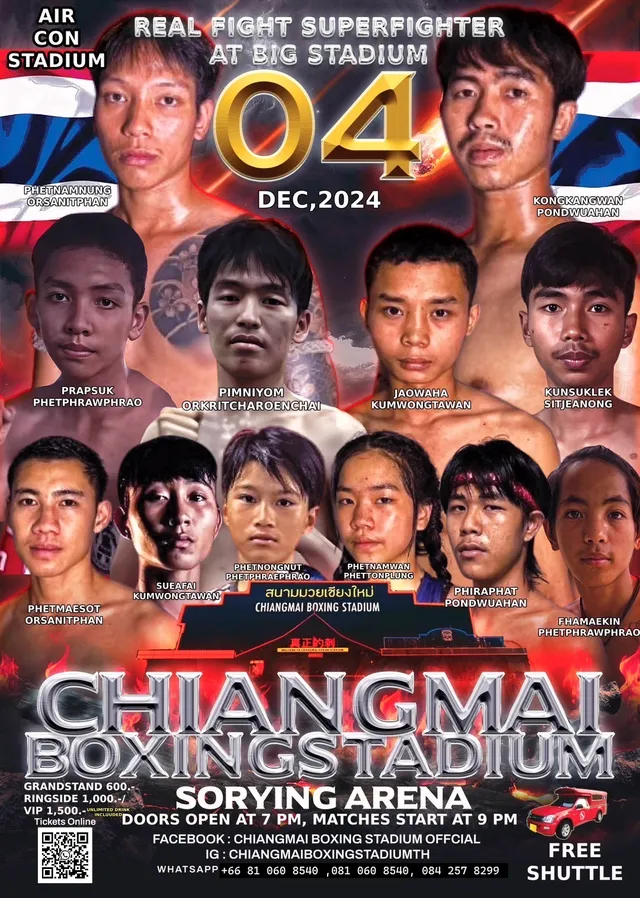 AIR
CON
STADIUM
REAL FIGHT SUPERFIGHTER
AT BIG STADIUM
04
DEC,2024
PHETNAMNUNG
ORSANITPHAN
KONGKANGWAN
PONDWUAHAN
PRAPSUK
PHETPHRAWPHRAO
PIMNIYOM
ORKRITCHAROENCHAI
JAOWAHA
KUMWONGTAWAN
KUNSUKLEK
SITJEANONG
PHETMAESOT
ORSANITPHAN
SUEAFAI
KUMWONGTAWAN
PHETNONGNUT
PHETPHRAEPHRAO
PHETNAMWAN
PHETTONPLUNG
PHIRAPHAT
PONDWUAHAN
FHAMAEKIN
PHETPHRAWPHRAO
สนามมวยเชียงใหม่
CHIANGMAI BOXING STADIUM
CHIANGMAI
BOXINGSTADIUM
GRANDSTAND 600.-
RINGSIDE 1,000.-/
VIP 1,500.- UNLIMITED DRINK
INCLUUDED
Tickets Online
SORYING ARENA
DOORS OPEN AT 7 PM, MATCHES START AT 9 PM
FACEBOOK : CHIANGMAI BOXING STADIUM OFFCIAL
IG : CHIANGMAIBOXINGSTADIUMTH
WHATSAPP +66 81 060 8540 ,081 060 8540, 084 257 8299
FREE
SHUTTLE